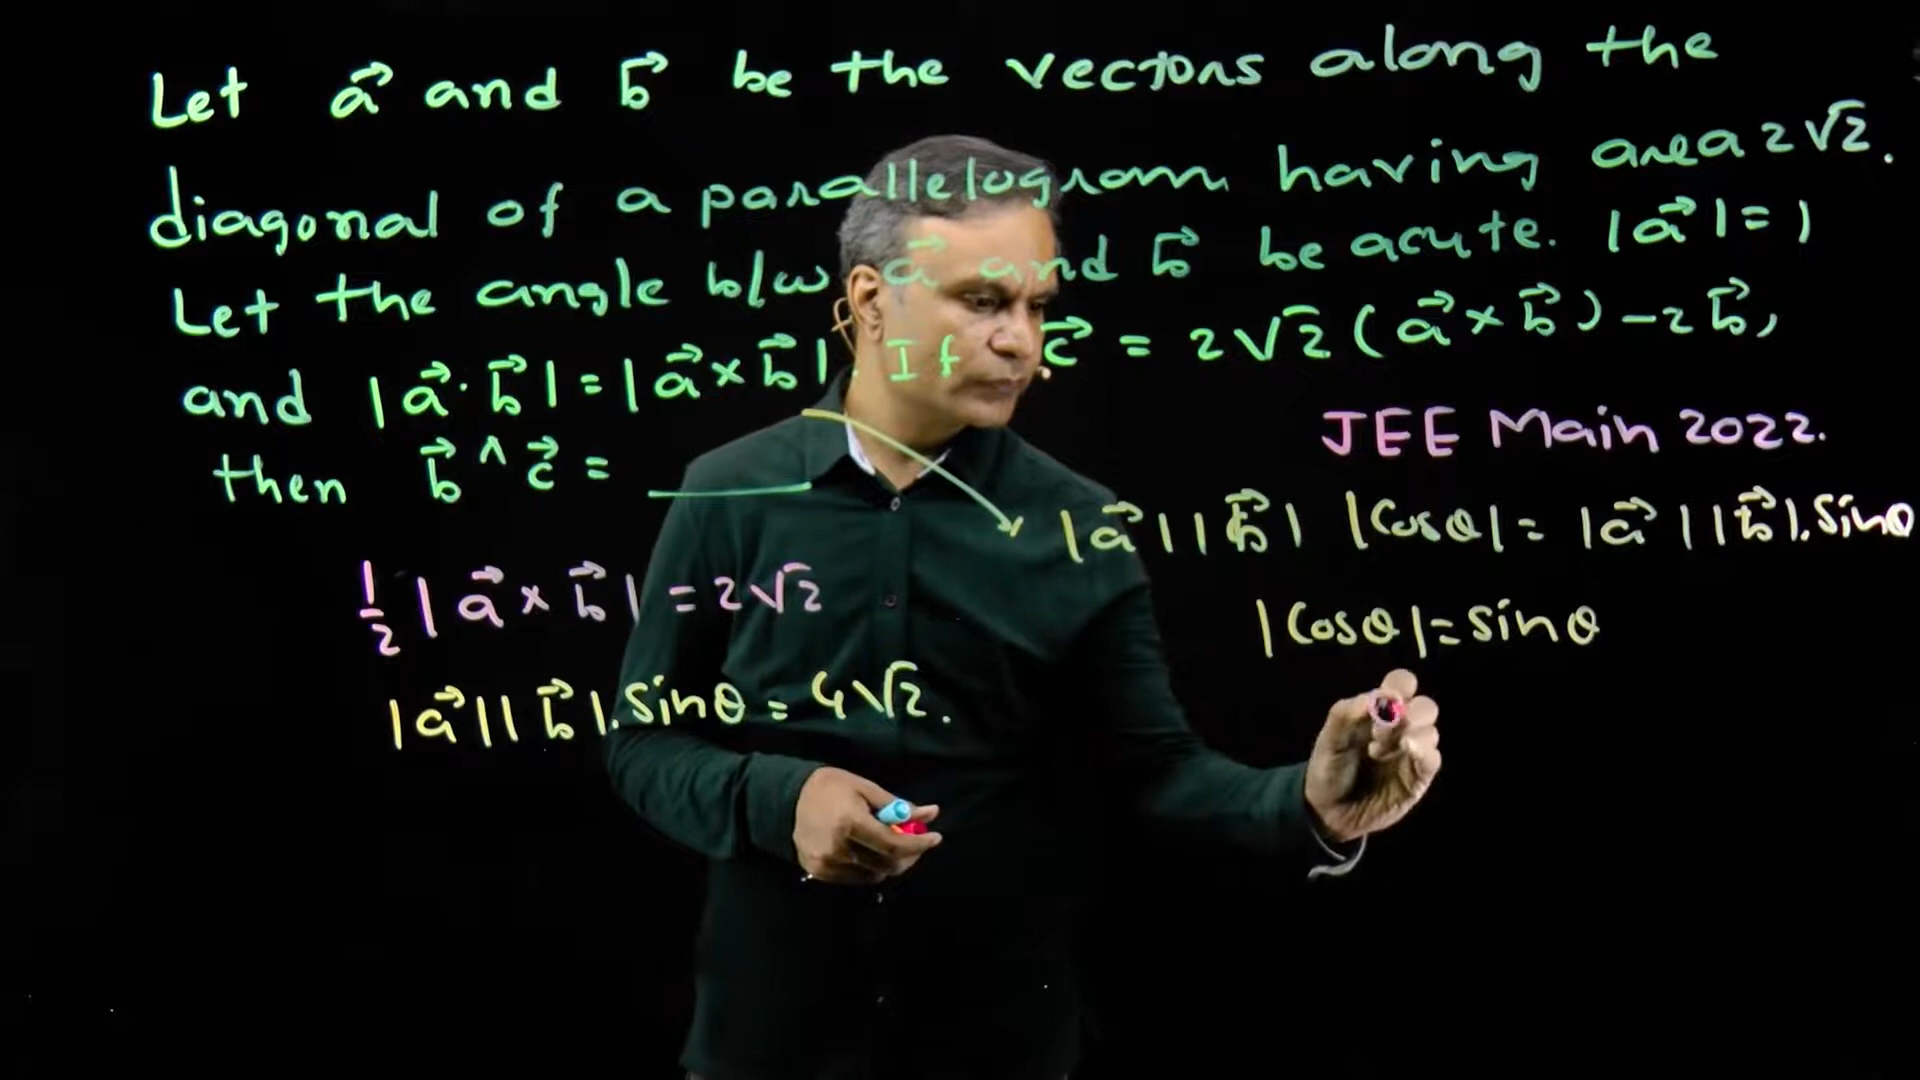 Let a⃗ and b⃗ be the vectors along the
diagonal of a parallelogram having area 2√2.
Let the angle b/w a⃗ and b⃗ be acute. |a⃗| = 1
and |a⃗·b⃗| = |a⃗×b⃗|. If c⃗ = 2√2(a⃗×b⃗) - 2b⃗,
then b⃗ ^ c⃗ = ______
JEE Main 2022.
|a⃗||b⃗| |Cosθ| = |a⃗||b⃗|.Sinθ
1/2 |a⃗×b⃗| = 2√2
|Cosθ| = Sinθ
|a⃗||b⃗|.Sinθ = 4√2.